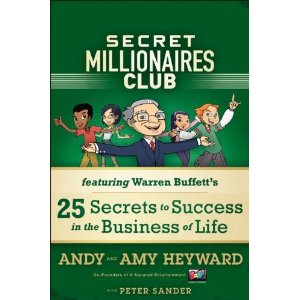 SECRET
MILLIONAIRES
CLUB
featuring Warren Buffett's
25 Secrets to Success
in the Business of Life
ANDY AND AMY HEYWARD
Co-Founders of A Squared Entertainment
WITH PETER SANDER